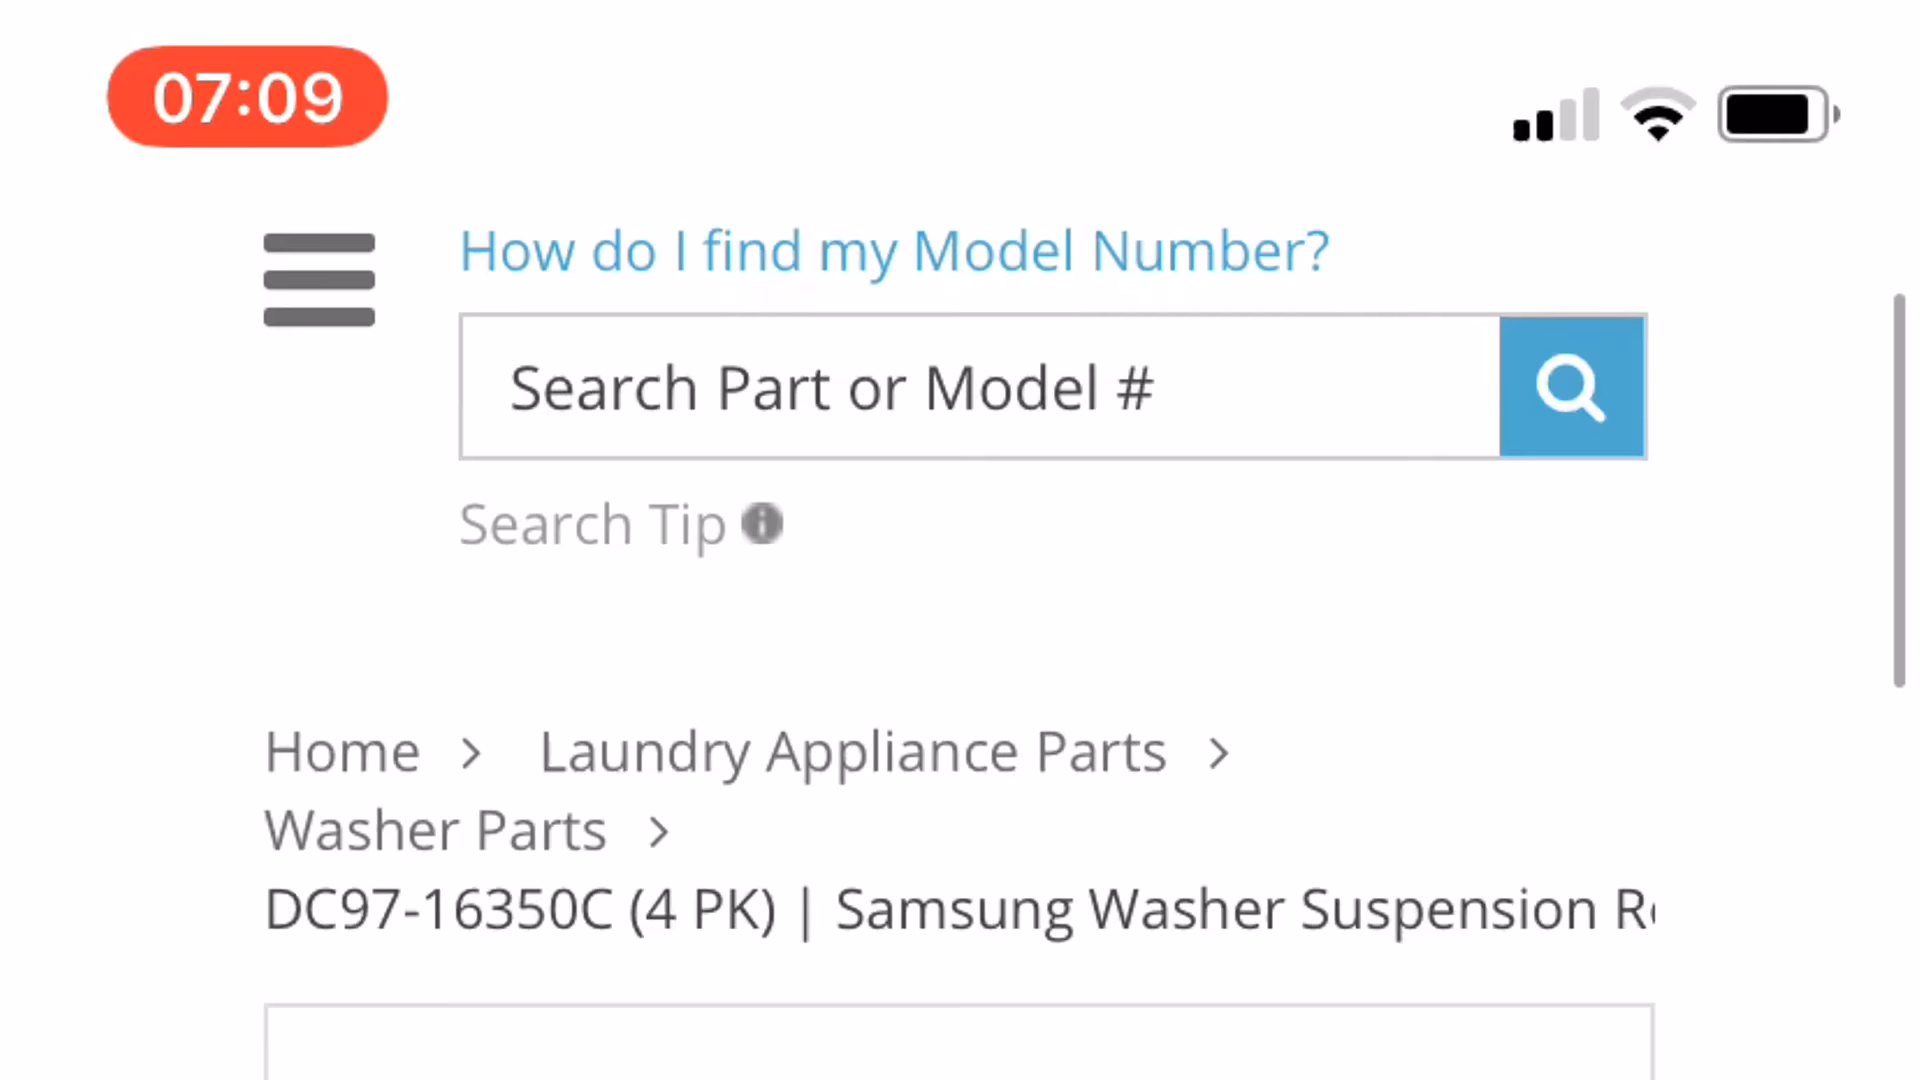 07:09
How do I find my Model Number?
Search Part or Model #
Search Tip
Home > Laundry Appliance Parts >
Washer Parts >
DC97-16350C (4 PK) | Samsung Washer Suspension